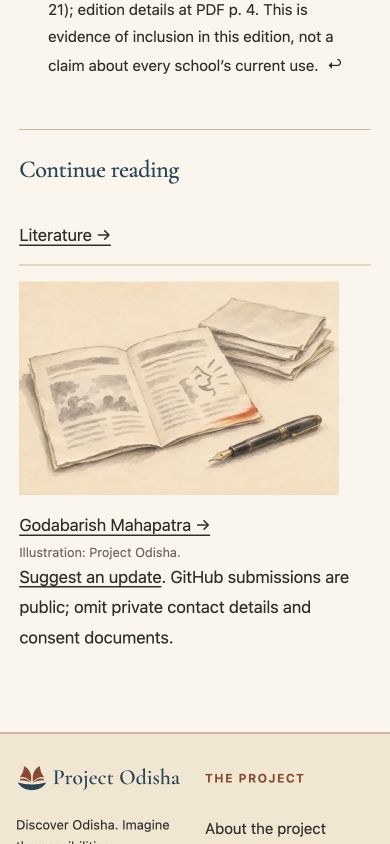 21); edition details at PDF p. 4. This is
evidence of inclusion in this edition, not a
claim about every school’s current use. ↩
Continue reading
Literature →
Godabarish Mahapatra →
Illustration: Project Odisha.
Suggest an update. GitHub submissions are
public; omit private contact details and
consent documents.
Project Odisha
THE PROJECT
Discover Odisha. Imagine
About the project